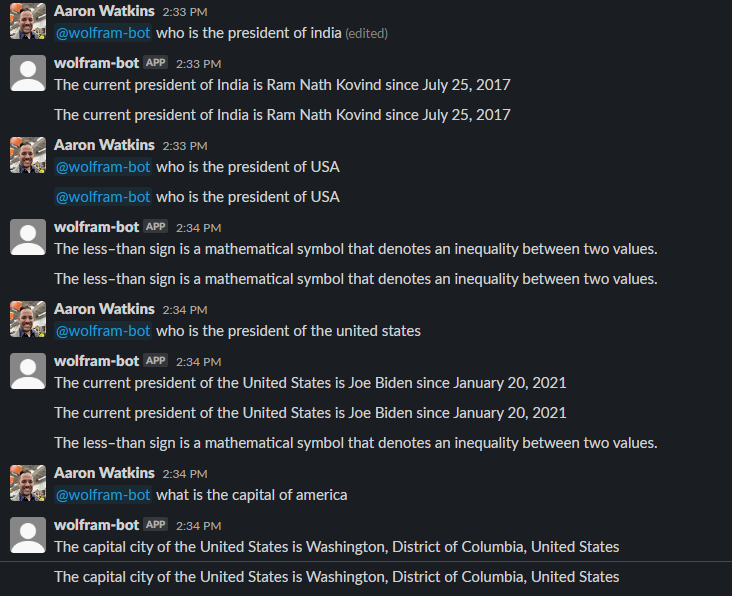 Aaron Watkins 2:33 PM
@wolfram-bot who is the president of india (edited)
wolfram-bot APP 2:33 PM
The current president of India is Ram Nath Kovind since July 25, 2017
The current president of India is Ram Nath Kovind since July 25, 2017
Aaron Watkins 2:33 PM
@wolfram-bot who is the president of USA
@wolfram-bot who is the president of USA
wolfram-bot APP 2:34 PM
The less–than sign is a mathematical symbol that denotes an inequality between two values.
The less–than sign is a mathematical symbol that denotes an inequality between two values.
Aaron Watkins 2:34 PM
@wolfram-bot who is the president of the united states
wolfram-bot APP 2:34 PM
The current president of the United States is Joe Biden since January 20, 2021
The current president of the United States is Joe Biden since January 20, 2021
The less–than sign is a mathematical symbol that denotes an inequality between two values.
Aaron Watkins 2:34 PM
@wolfram-bot what is the capital of america
wolfram-bot APP 2:34 PM
The capital city of the United States is Washington, District of Columbia, United States
The capital city of the United States is Washington, District of Columbia, United States